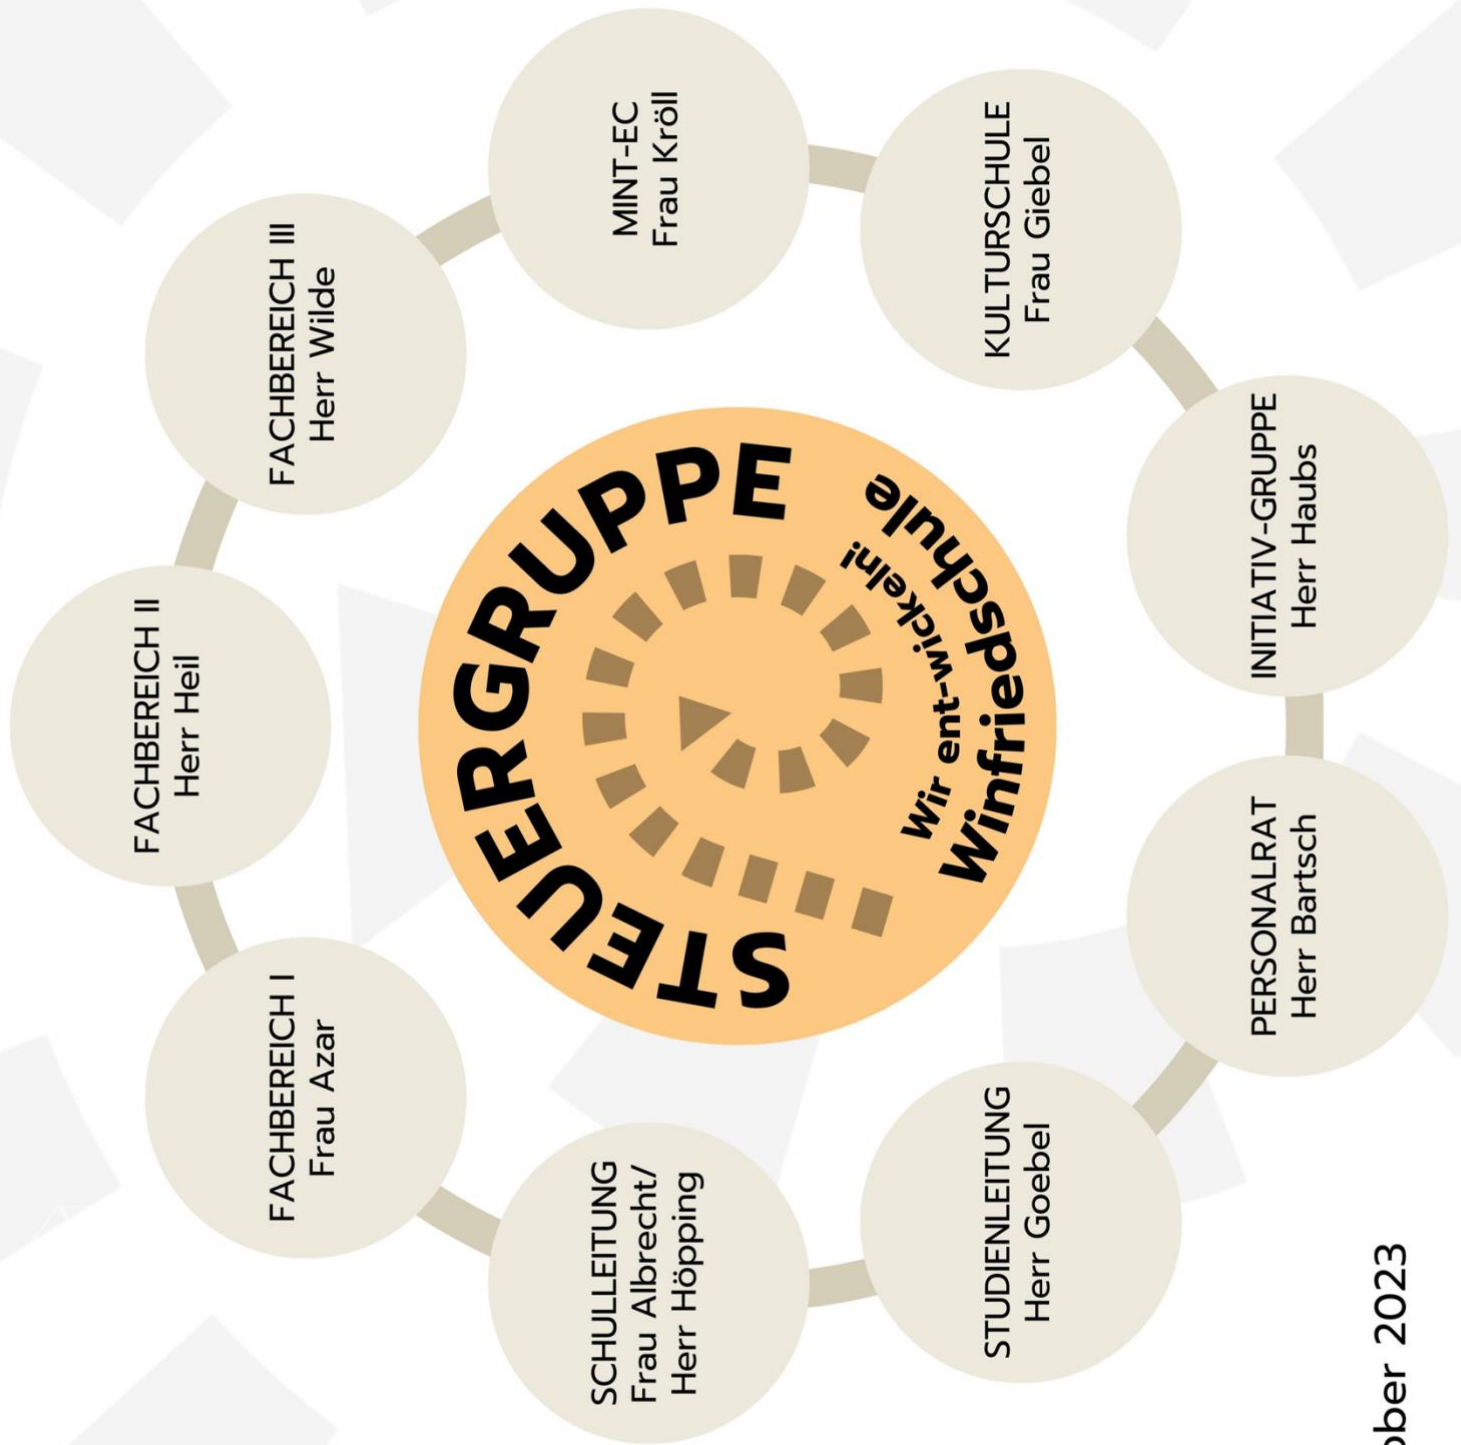 STEUERGRUPPE
Wir ent-wickeln!
Winfriedschule
FACHBEREICH II
Herr Heil
FACHBEREICH III
Herr Wilde
MINT-EC
Frau Kröll
KULTURSCHULE
Frau Giebel
INITIATIV-GRUPPE
Herr Haubs
PERSONALRAT
Herr Bartsch
STUDIENLEITUNG
Herr Goebel
SCHULLEITUNG
Frau Albrecht/
Herr Höpping
FACHBEREICH I
Frau Azar
2023